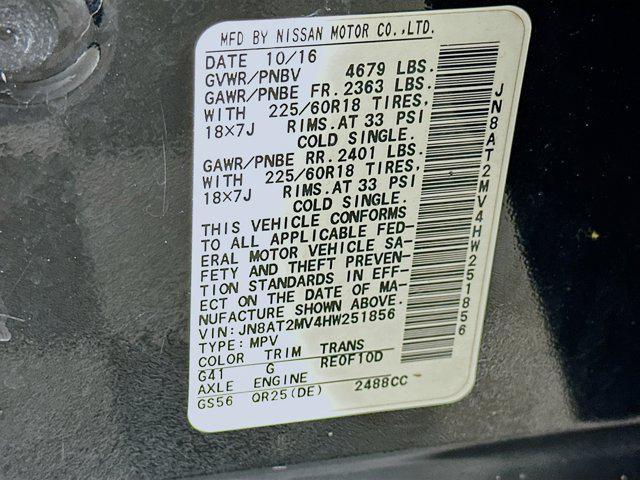 MFD BY NISSAN MOTOR CO.,LTD.
DATE 10/16
GVWR/PNBV 4679 LBS.
GAWR/PNBE FR. 2363 LBS.
WITH 225/60R18 TIRES,
18×7J RIMS.AT 33 PSI
COLD SINGLE.
GAWR/PNBE RR. 2401 LBS.
WITH 225/60R18 TIRES,
18×7J RIMS.AT 33 PSI
COLD SINGLE.
THIS VEHICLE CONFORMS
TO ALL APPLICABLE FED-
ERAL MOTOR VEHICLE SA-
FETY AND THEFT PREVEN-
TION STANDARDS IN EFF-
ECT ON THE DATE OF MA-
NUFACTURE SHOWN ABOVE.
VIN: JN8AT2MV4HW251856
TYPE: MPV
COLOR TRIM TRANS
G41 G RE0F10D
AXLE ENGINE
GS56 QR25(DE) 2488CC
JN8AT2MV4HW251856